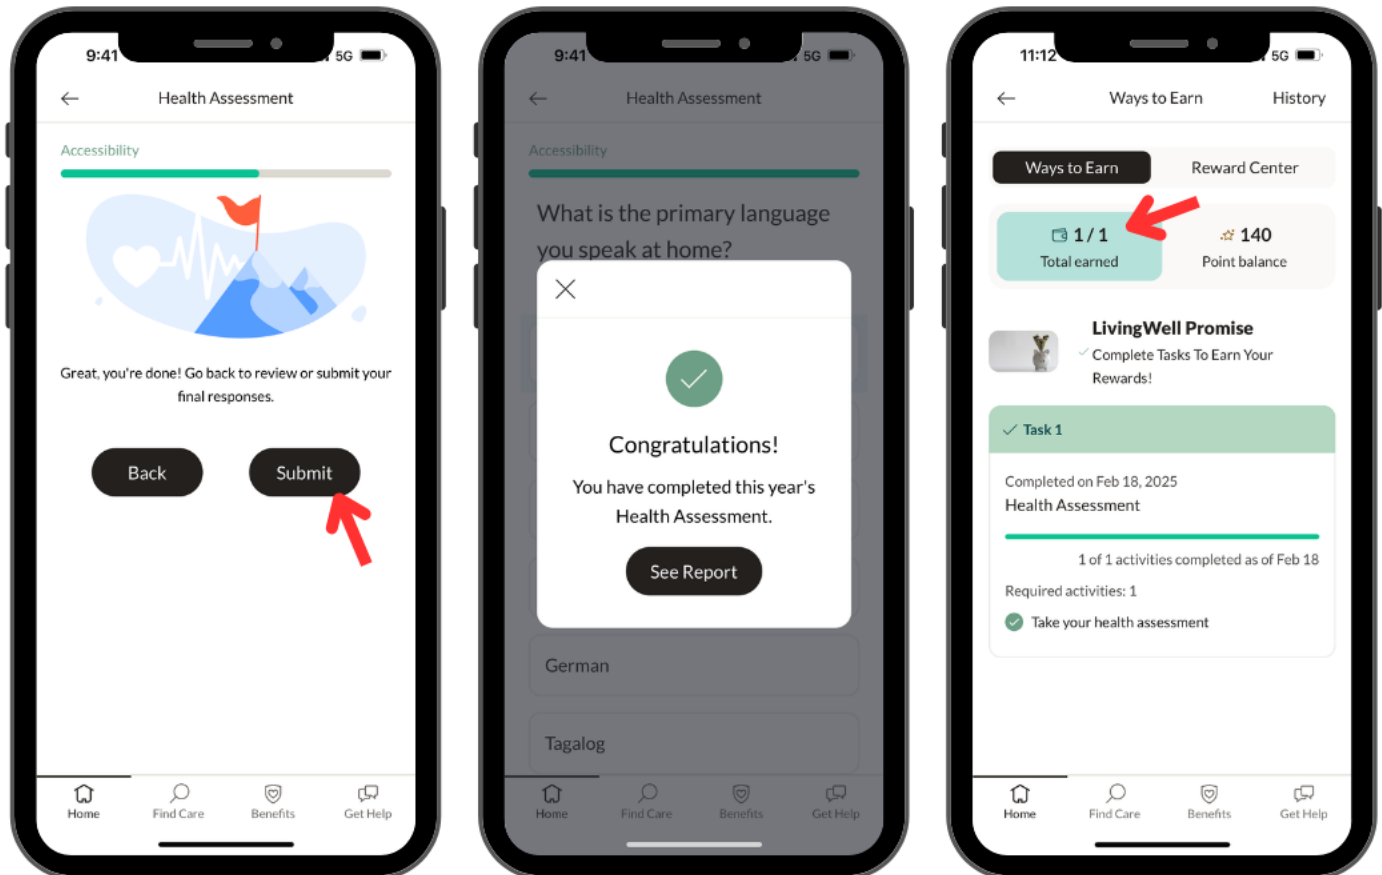 9:41
5G
Health Assessment
Accessibility
Great, you're done! Go back to review or submit your
final responses.
Back
Submit
Home
Find Care
Benefits
Get Help
9:41
5G
Health Assessment
Accessibility
What is the primary language
you speak at home?
Congratulations!
You have completed this year's
Health Assessment.
See Report
German
Tagalog
Home
Find Care
Benefits
Get Help
11:12
5G
Ways to Earn
History
Ways to Earn
Reward Center
1 / 1
Total earned
140
Point balance
LivingWell Promise
Complete Tasks To Earn Your
Rewards!
Task 1
Completed on Feb 18, 2025
Health Assessment
1 of 1 activities completed as of Feb 18
Required activities: 1
Take your health assessment
Home
Find Care
Benefits
Get Help